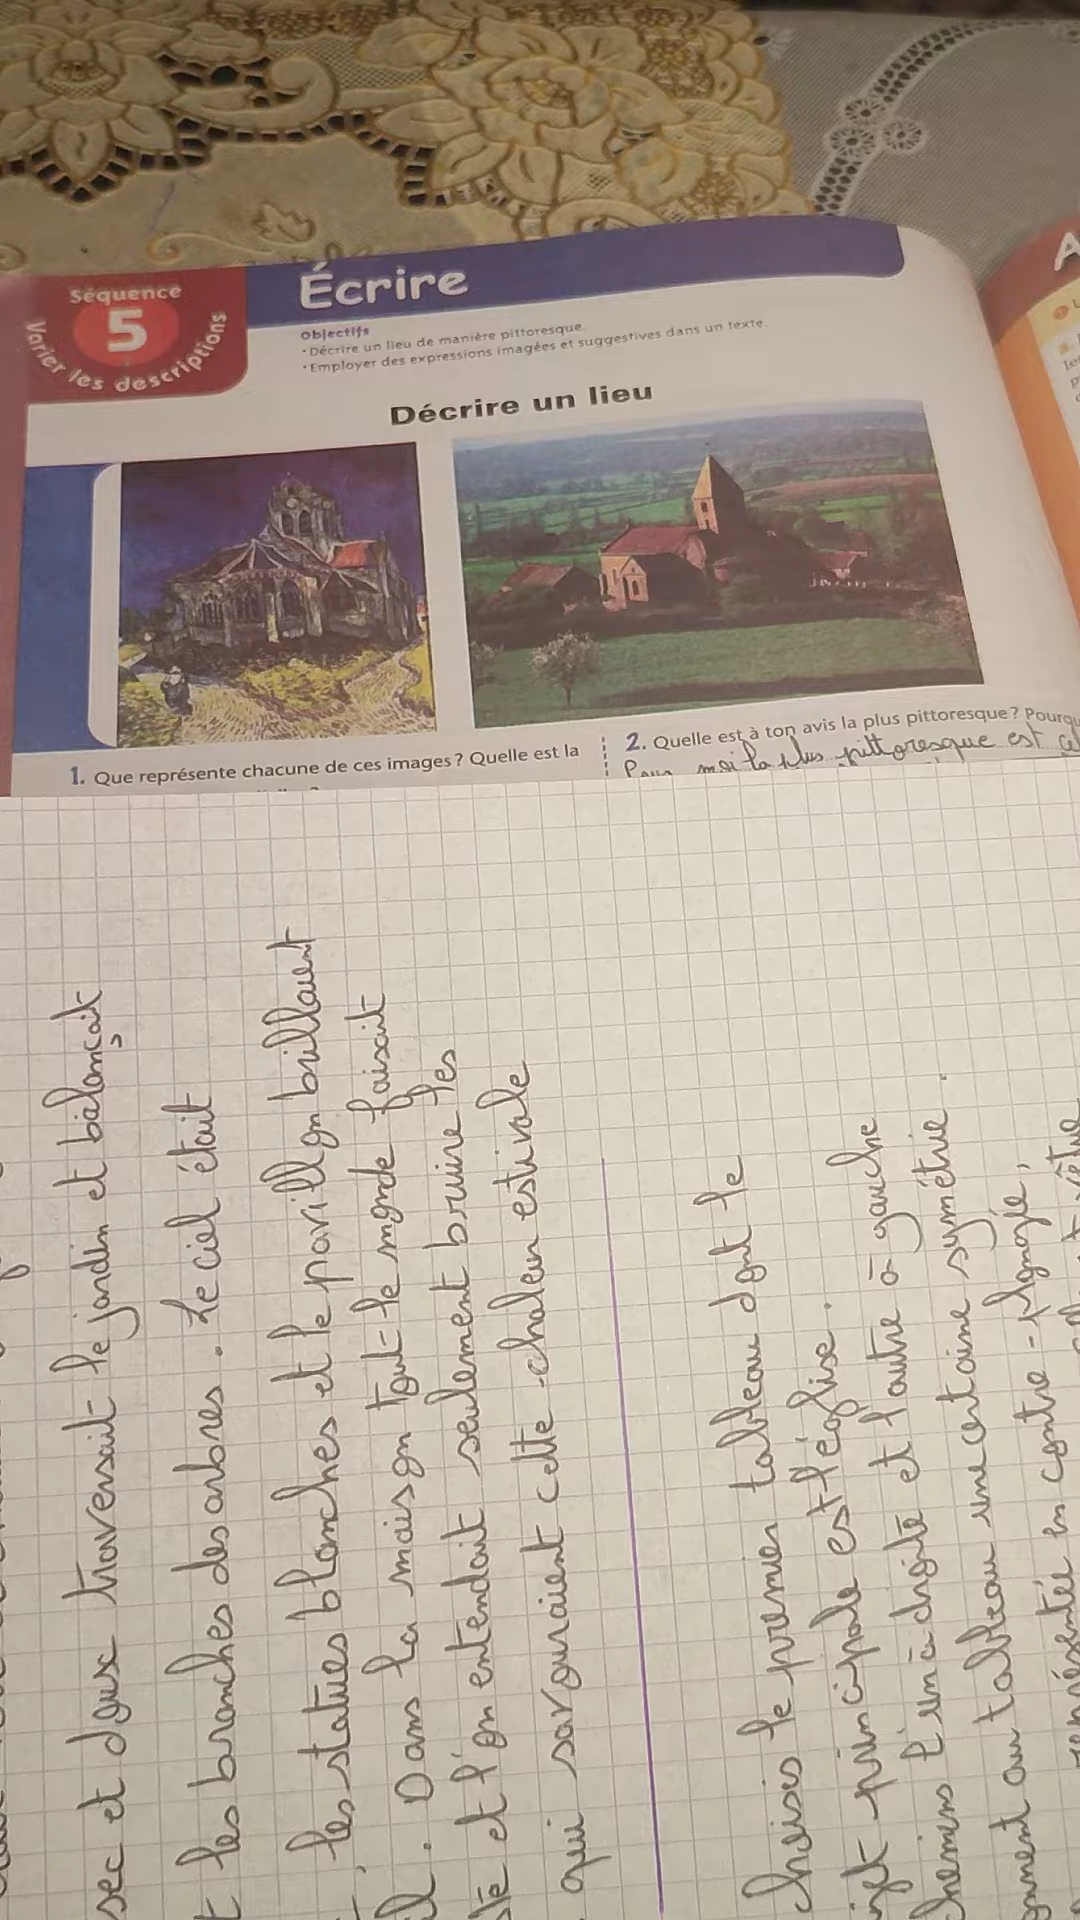 Séquence
5
Varier les descriptions
Écrire
Objectifs
• Décrire un lieu de manière pittoresque.
• Employer des expressions imagées et suggestives dans un texte.
Décrire un lieu
1. Que représente chacune de ces images ? Quelle est la
2. Quelle est à ton avis la plus pittoresque ? Pourqu
Pour moi la plus pittoresque est
A
sec et doux traversait le jardin et balançait
les branches des arbres. Le ciel était
les statues blanches et le pavillon brillaient
Dans la maison tout le monde faisait
et l'on entendait seulement bruire les
qui savouraient cette chaleur estivale
choisis le premier tableau dont le
principale est l'église.
l'un à droite et l'autre à gauche
au tableau une certaine symétrie.
représentée en contre-plongée,